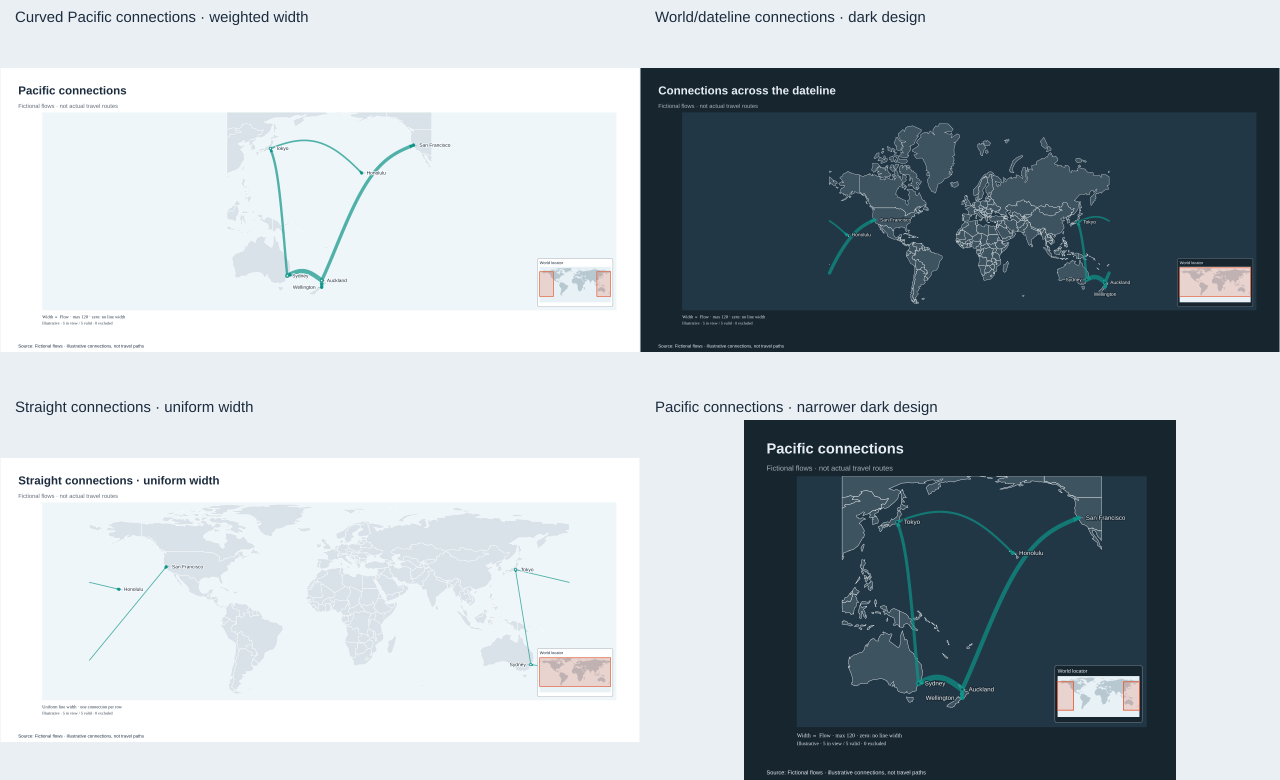 Curved Pacific connections · weighted width
Pacific connections
Fictional flows · not actual travel routes
Tokyo
San Francisco
Honolulu
Sydney
Auckland
Wellington
World locator
Width = Flow · max 120 · zero: no line width
Illustrative · 5 in view / 5 valid · 0 excluded
Source: Fictional flows · illustrative connections, not travel paths
World/dateline connections · dark design
Connections across the dateline
Fictional flows · not actual travel routes
San Francisco
Honolulu
Tokyo
Sydney
Auckland
Wellington
World locator
Width = Flow · max 120 · zero: no line width
Illustrative · 5 in view / 5 valid · 0 excluded
Source: Fictional flows · illustrative connections, not travel paths
Straight connections · uniform width
Straight connections · uniform width
Fictional flows · not actual travel routes
San Francisco
Tokyo
Honolulu
Sydney
World locator
Uniform line width · one connection per row
Illustrative · 5 in view / 5 valid · 0 excluded
Source: Fictional flows · illustrative connections, not travel paths
Pacific connections · narrower dark design
Pacific connections
Fictional flows · not actual travel routes
Tokyo
San Francisco
Honolulu
Sydney
Auckland
Wellington
World locator
Width = Flow · max 120 · zero: no line width
Illustrative · 5 in view / 5 valid · 0 excluded
Source: Fictional flows · illustrative connections, not travel paths